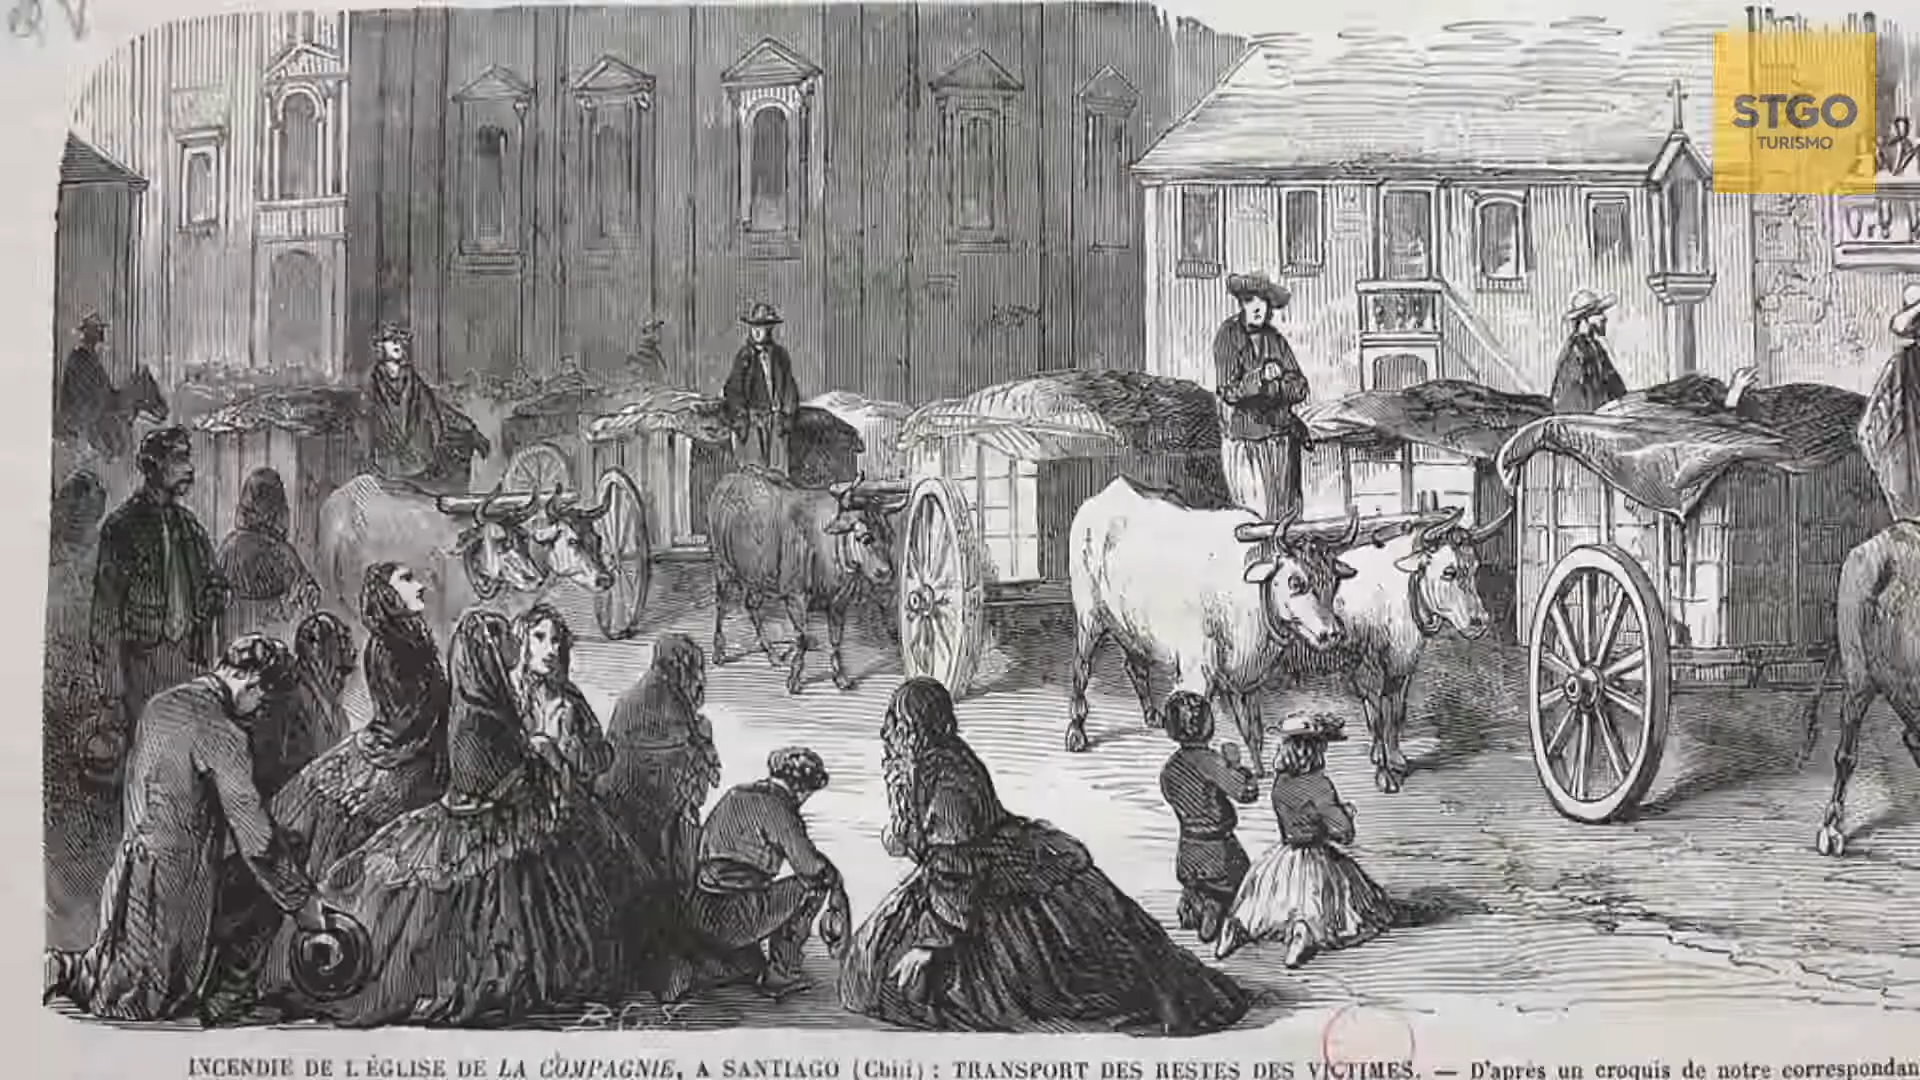 STGO
TURISMO
INCENDIE DE L'ÉGLISE DE LA COMPAGNIE, A SANTIAGO (Chili) : TRANSPORT DES RESTES DES VICTIMES. — D'après un croquis de notre correspondan